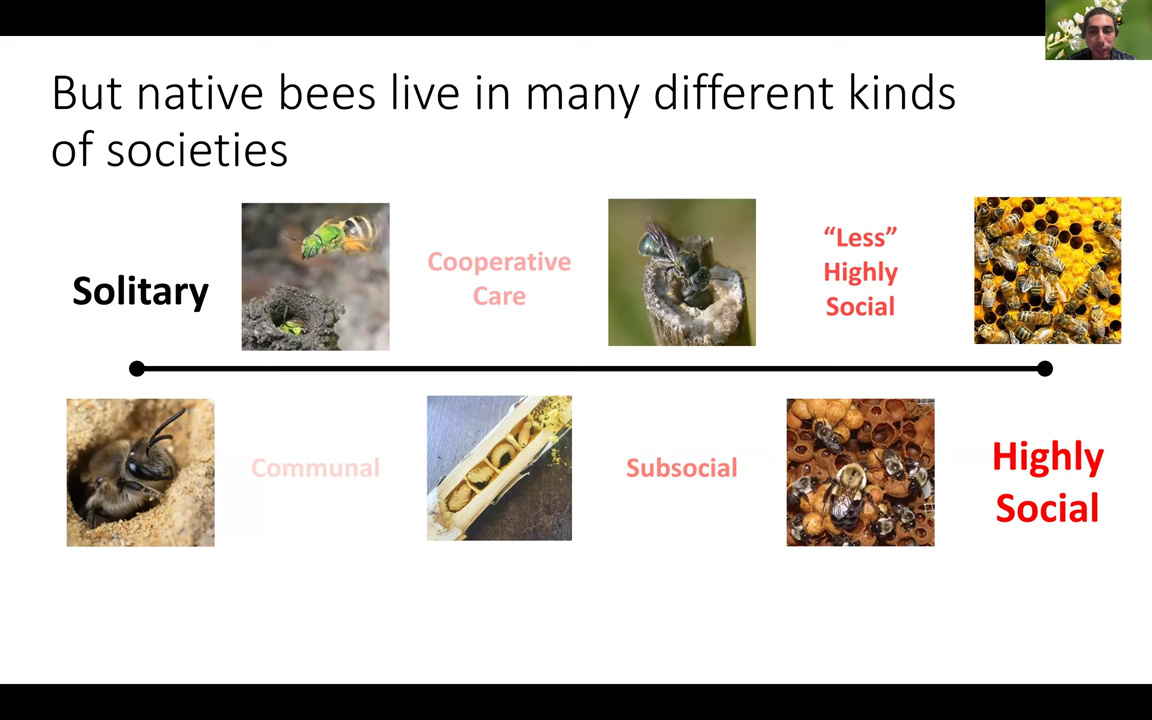 But native bees live in many different kinds
of societies
Solitary
Cooperative
Care
“Less”
Highly
Social
Communal
Subsocial
Highly
Social